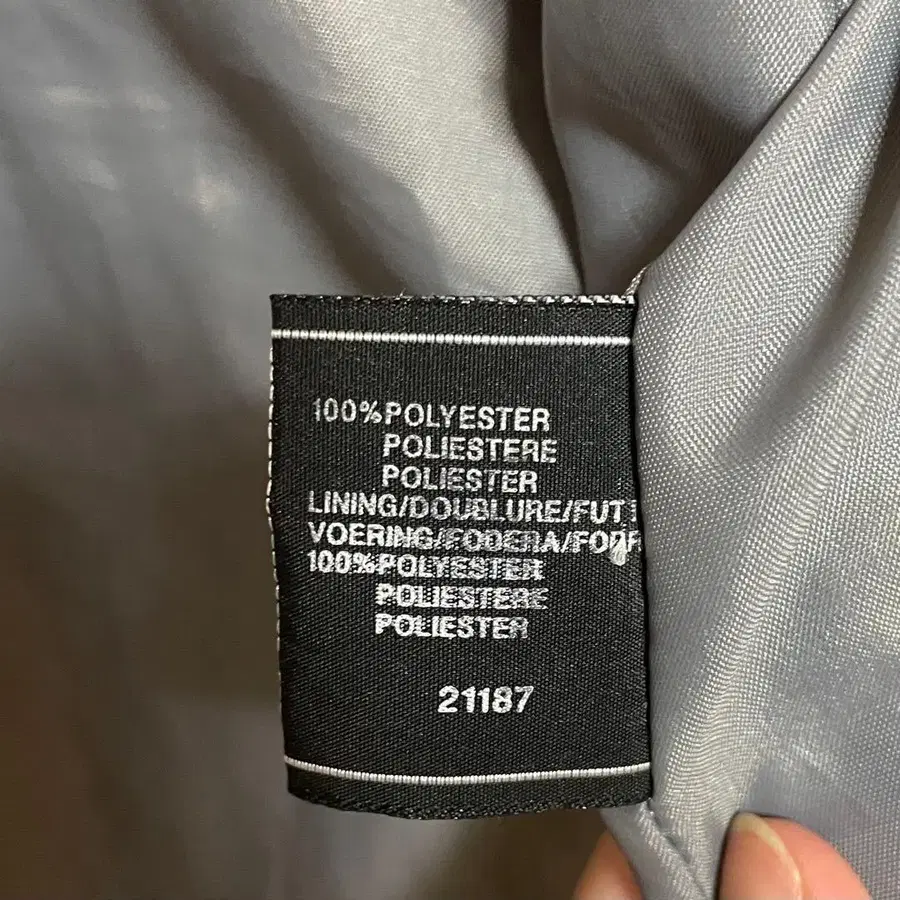 100%POLYESTER
POLIESTERE
POLIESTER
LINING/DOUBLURE/FUT
VOERING/FODERA/FORR
100%POLYESTER
POLIESTERE
POLIESTER
21187